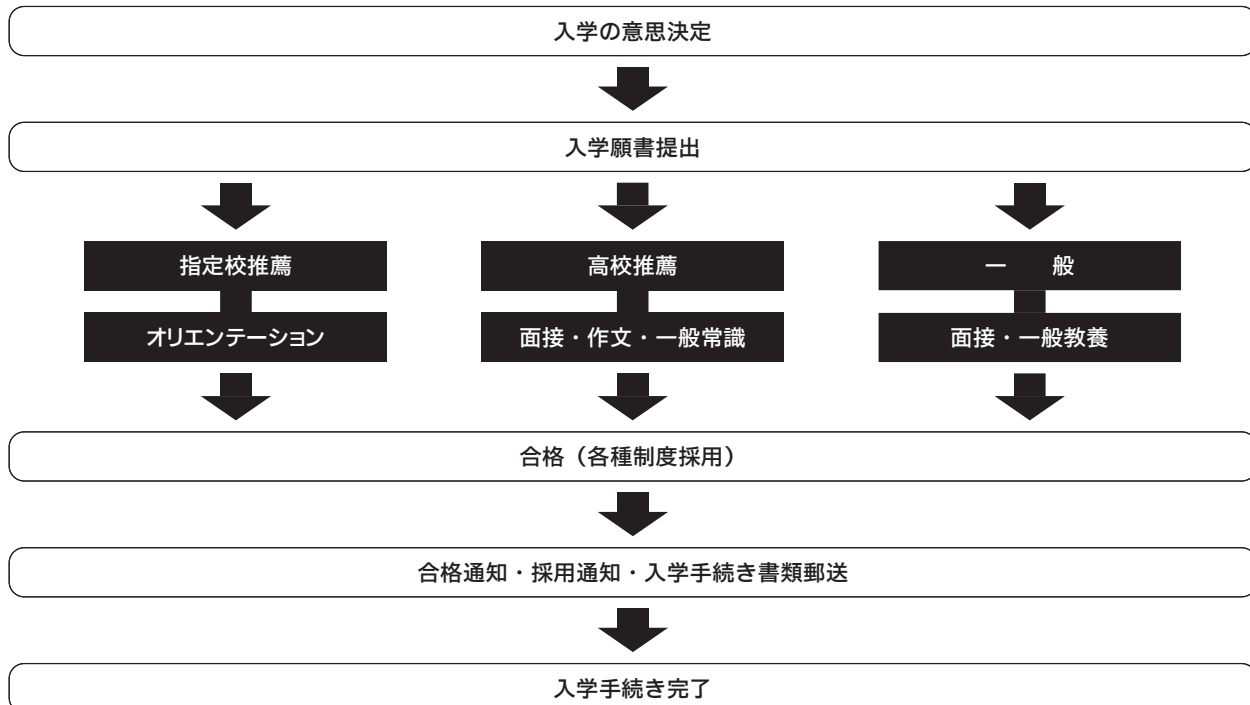 入学の意思決定
入学願書提出
指定校推薦
高校推薦
一　般
オリエンテーション
面接・作文・一般常識
面接・一般教養
合格（各種制度採用）
合格通知・採用通知・入学手続き書類郵送
入学手続き完了